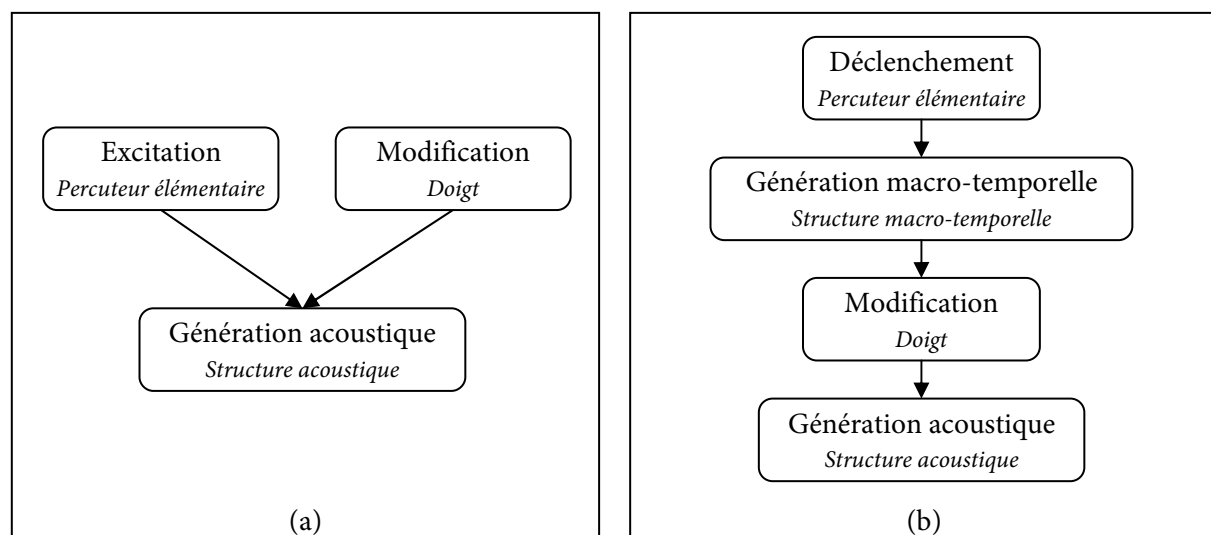 Excitation
Percuteur élémentaire
Modification
Doigt
Génération acoustique
Structure acoustique
(a)
Déclenchement
Percuteur élémentaire
Génération macro-temporelle
Structure macro-temporelle
Modification
Doigt
Génération acoustique
Structure acoustique
(b)